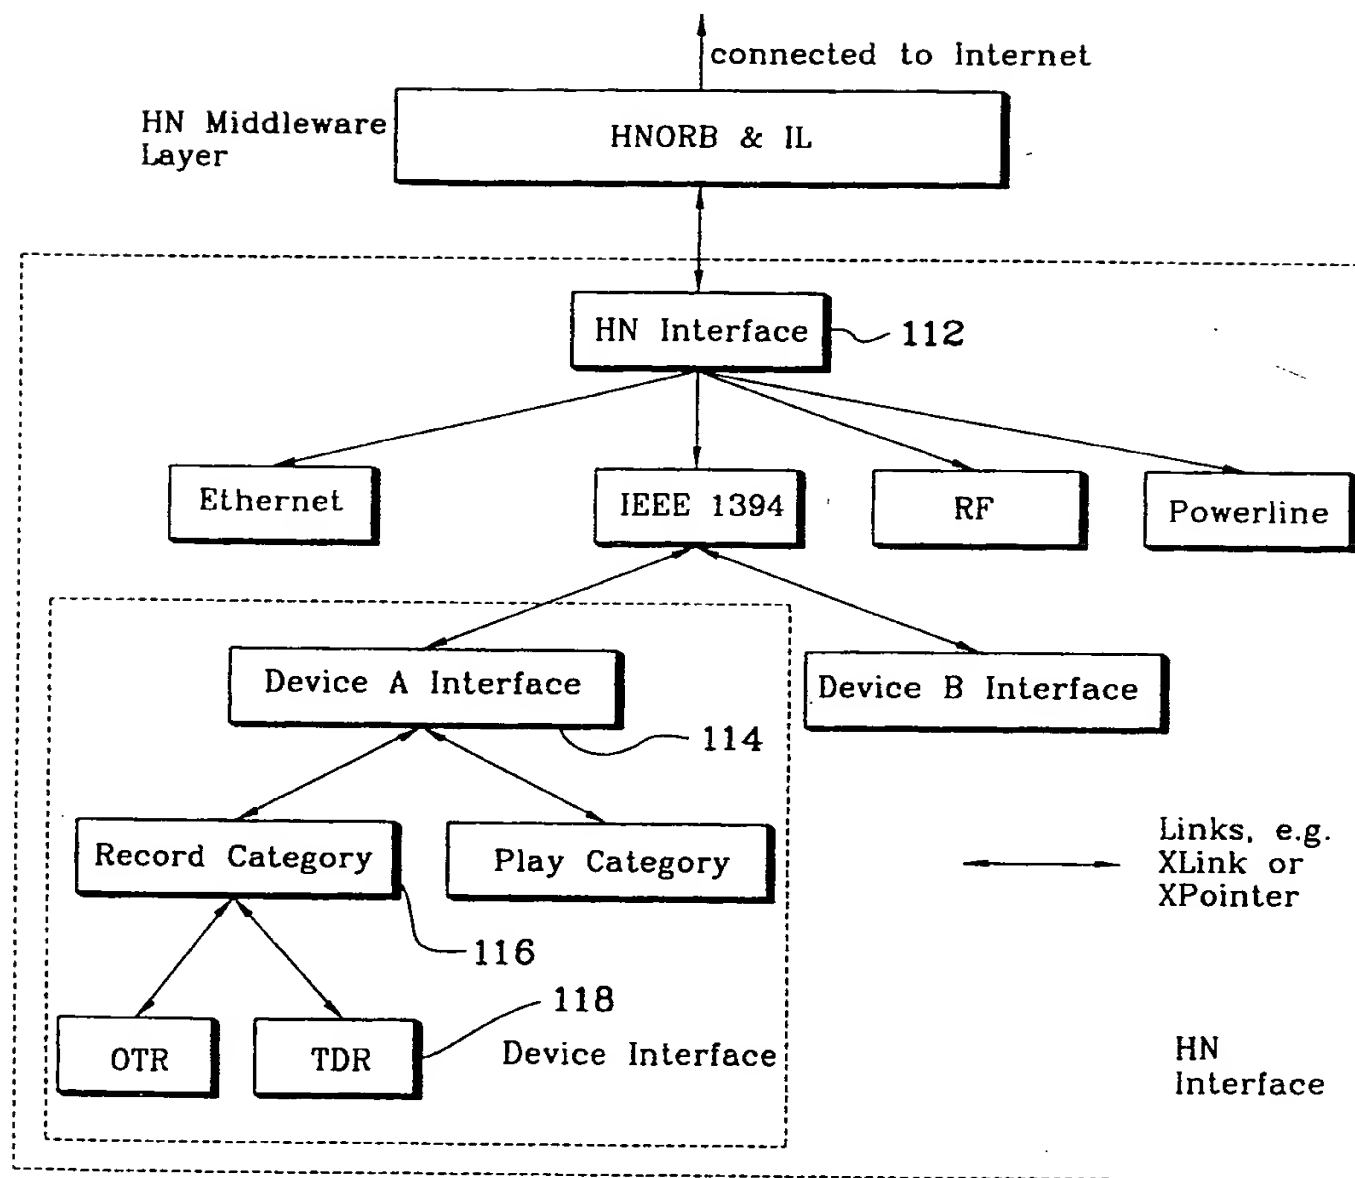 connected to Internet
HN Middleware
Layer
HNORB & IL
HN Interface
112
Ethernet
IEEE 1394
RF
Powerline
Device A Interface
Device B Interface
114
Record Category
Play Category
Links, e.g.
XLink or
XPointer
116
118
OTR
TDR
Device Interface
HN
Interface